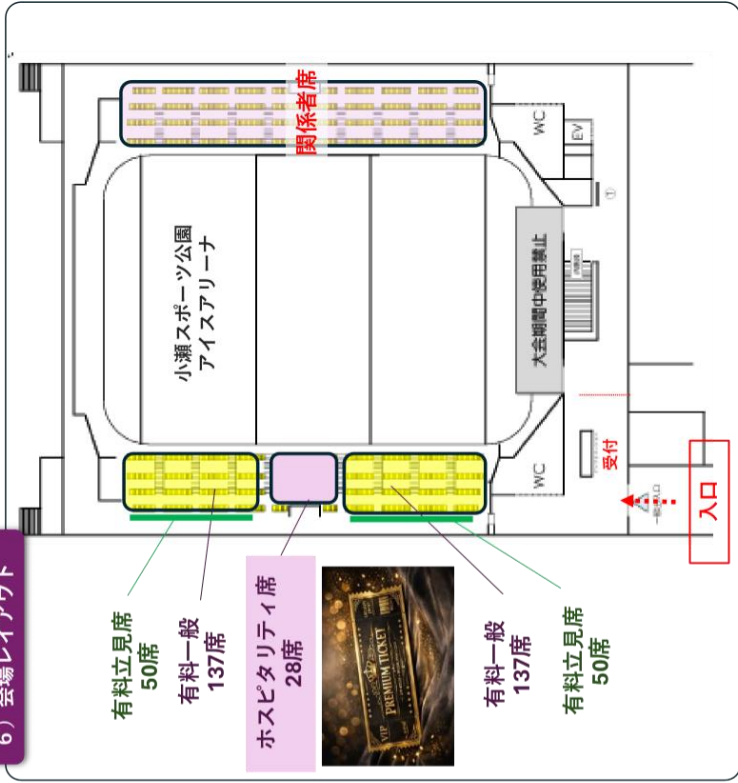 6）会場レイアウト
有料立見席
50席
有料一般
137席
ホスピタリティ席
28席
VIP PREMIUM TICKET
有料一般
137席
有料立見席
50席
小瀬スポーツ公園
アイスアリーナ
関係者席
WC
EV
①
大会期間中使用禁止
WC
受付
入口